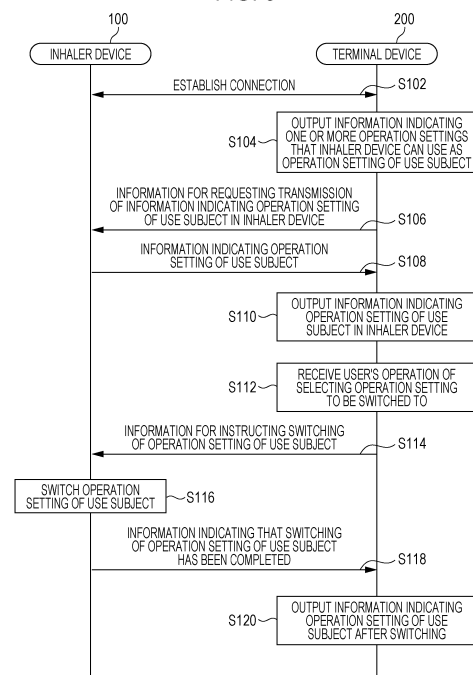 100
200
INHALER DEVICE
TERMINAL DEVICE
ESTABLISH CONNECTION
S102
S104
OUTPUT INFORMATION INDICATING
ONE OR MORE OPERATION SETTINGS
THAT INHALER DEVICE CAN USE AS
OPERATION SETTING OF USE SUBJECT
INFORMATION FOR REQUESTING TRANSMISSION
OF INFORMATION INDICATING OPERATION SETTING
OF USE SUBJECT IN INHALER DEVICE
S106
INFORMATION INDICATING OPERATION
SETTING OF USE SUBJECT
S108
S110
OUTPUT INFORMATION INDICATING
OPERATION SETTING OF USE
SUBJECT IN INHALER DEVICE
S112
RECEIVE USER'S OPERATION OF
SELECTING OPERATION SETTING
TO BE SWITCHED TO
INFORMATION FOR INSTRUCTING SWITCHING
OF OPERATION SETTING OF USE SUBJECT
S114
SWITCH OPERATION
SETTING OF USE SUBJECT
S116
INFORMATION INDICATING THAT SWITCHING
OF OPERATION SETTING OF USE SUBJECT
HAS BEEN COMPLETED
S118
S120
OUTPUT INFORMATION INDICATING
OPERATION SETTING OF USE
SUBJECT AFTER SWITCHING